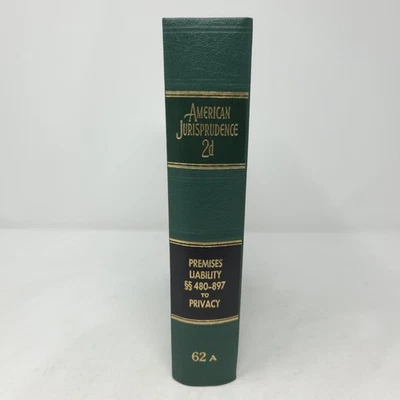 AMERICAN
JURISPRUDENCE
2d
PREMISES
LIABILITY
§§ 480-897
TO
PRIVACY
62 A